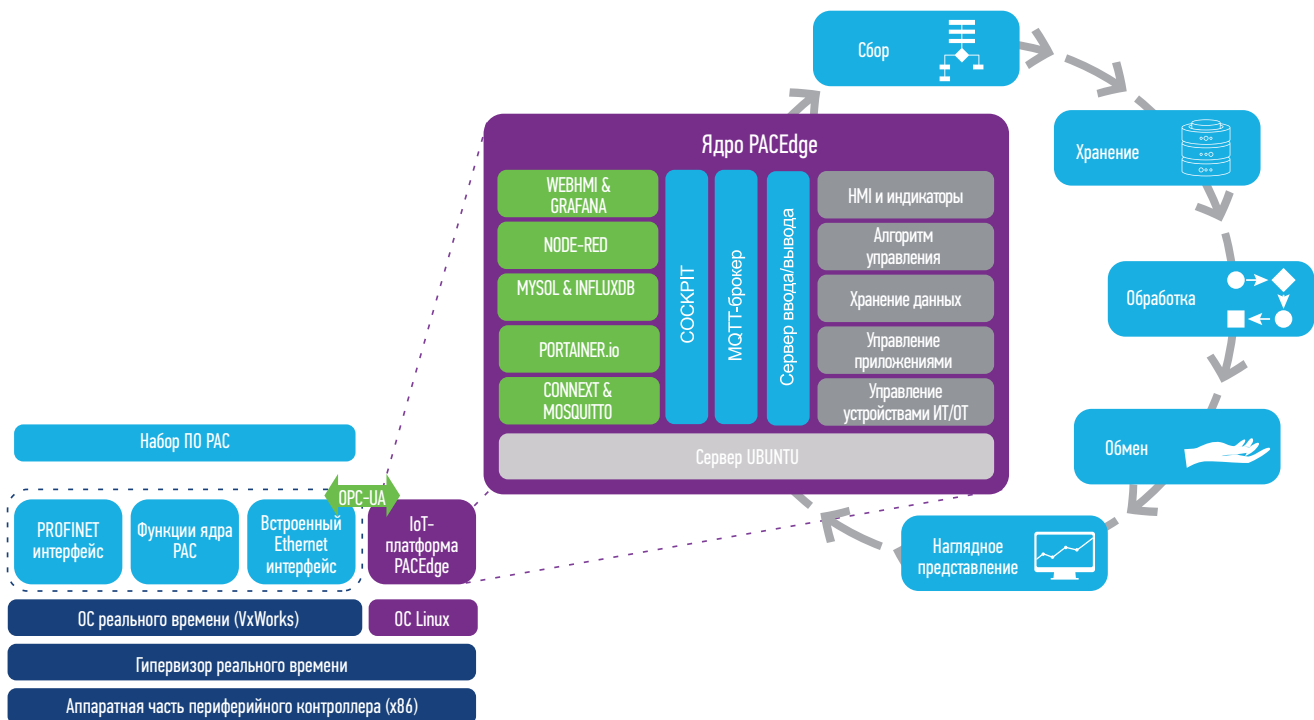 Сбор
Хранение
Обработка
Обмен
Наглядное
представление
Ядро PACEdge
WEBHMI &
GRAFANA
NODE-RED
MYSOL & INFLUXDB
PORTAINER.io
CONNEXT &
MOSQUITTO
COCKPIT
MQTT-брокер
Сервер ввода/вывода
HMI и индикаторы
Алгоритм
управления
Хранение данных
Управление
приложениями
Управление
устройствами ИТ/ОТ
Сервер UBUNTU
Набор ПО PAC
OPC-UA
PROFINET
интерфейс
Функции ядра
PAC
Встроенный
Ethernet
интерфейс
IoT-
платформа
PACEdge
ОС реального времени (VxWorks)
ОС Linux
Гипервизор реального времени
Аппаратная часть периферийного контроллера (x86)